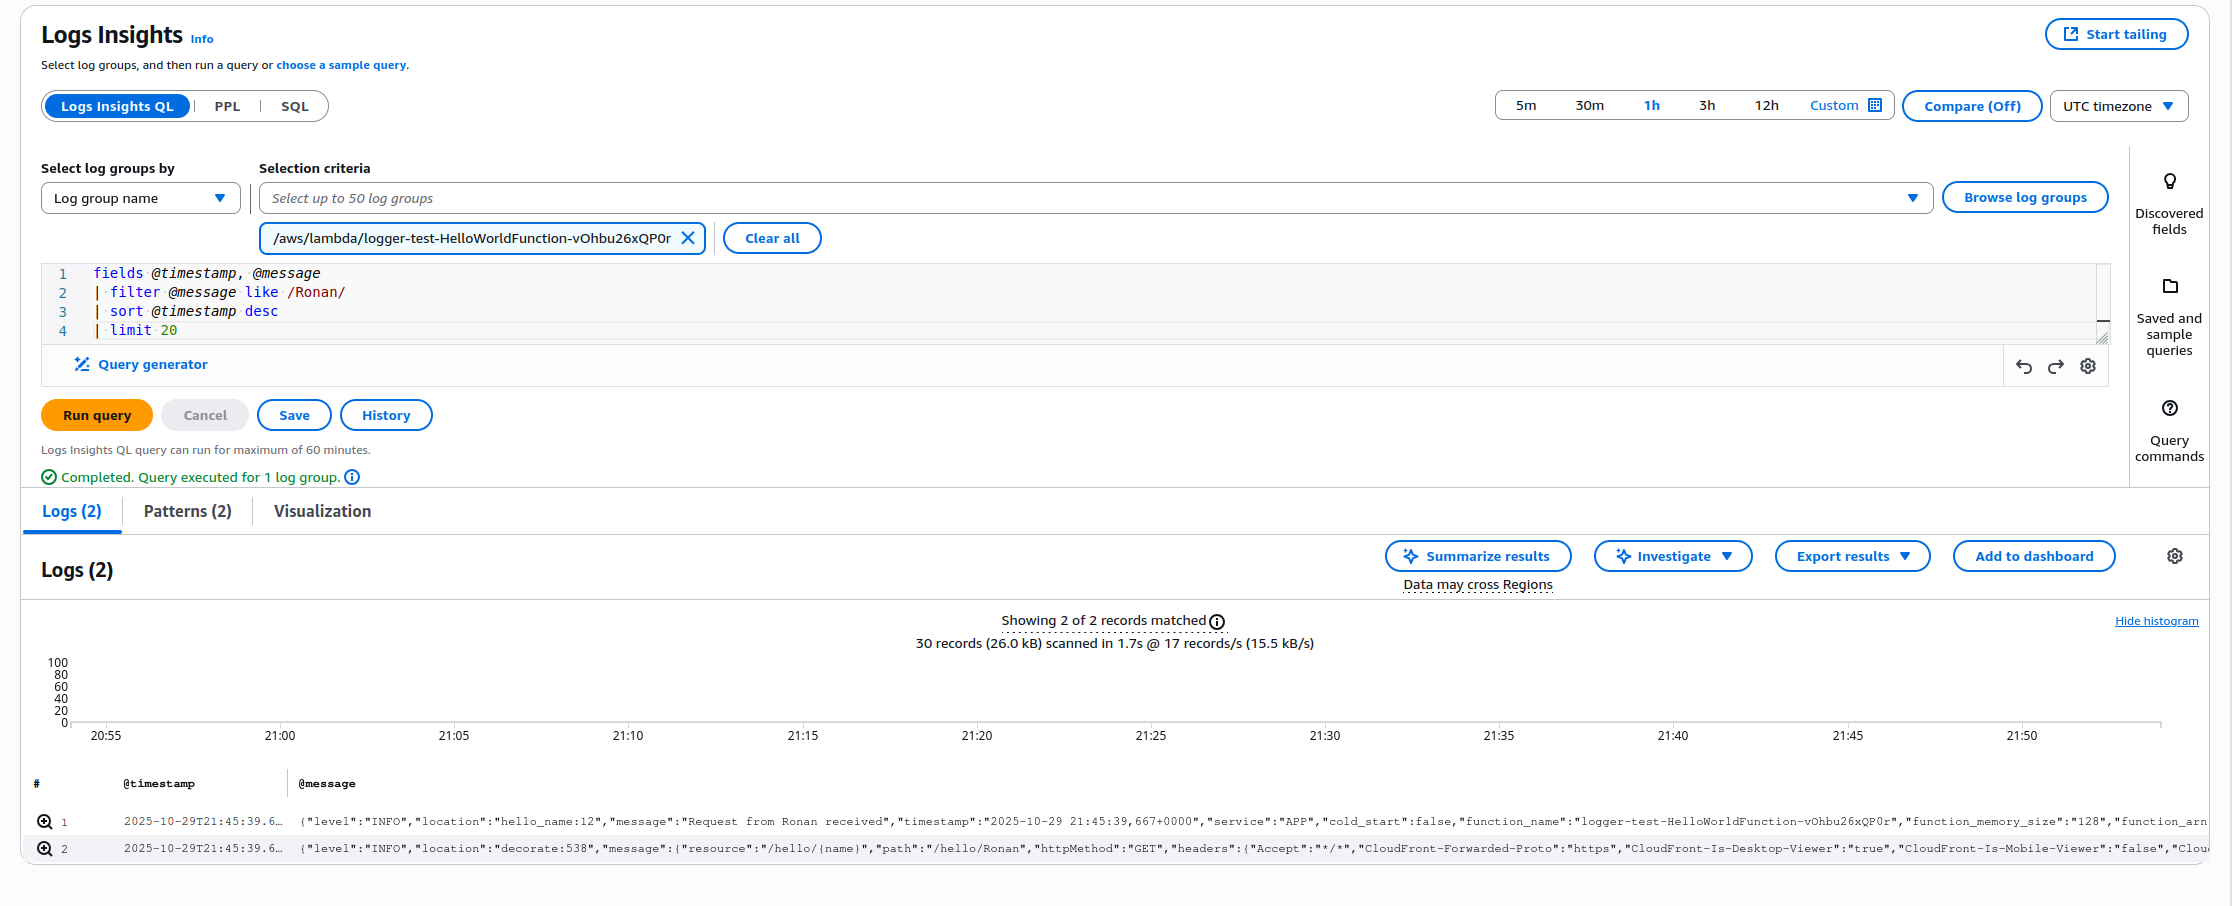 Logs Insights Info
Start tailing
Select log groups, and then run a query or choose a sample query.
Logs Insights QL | PPL | SQL
5m 30m 1h 3h 12h Custom
Compare (Off)
UTC timezone
Select log groups by
Selection criteria
Log group name
Select up to 50 log groups
Browse log groups
/aws/lambda/logger-test-HelloWorldFunction-vOhbu26xQP0r
Clear all
Discovered
fields
1 fields @timestamp, @message
2 | filter @message like /Ronan/
3 | sort @timestamp desc
4 | limit 20
Saved and
sample
queries
Query generator
Run query
Cancel
Save
History
Query
commands
Logs Insights QL query can run for maximum of 60 minutes.
Completed. Query executed for 1 log group.
Logs (2)
Patterns (2)
Visualization
Logs (2)
Summarize results
Investigate
Export results
Add to dashboard
Data may cross Regions
Showing 2 of 2 records matched
Hide histogram
30 records (26.0 kB) scanned in 1.7s @ 17 records/s (15.5 kB/s)
100
80
60
40
20
0
20:55 21:00 21:05 21:10 21:15 21:20 21:25 21:30 21:35 21:40 21:45 21:50
# @timestamp @message
1 2025-10-29T21:45:39.6… {"level":"INFO","location":"hello_name:12","message":"Request from Ronan received","timestamp":"2025-10-29 21:45:39,667+0000","service":"APP","cold_start":false,"function_name":"logger-test-HelloWorldFunction-vOhbu26xQP0r","function_memory_size":"128","function_arn
2 2025-10-29T21:45:39.6… {"level":"INFO","location":"decorate:538","message":{"resource":"/hello/{name}","path":"/hello/Ronan","httpMethod":"GET","headers":{"Accept":"*/*","CloudFront-Forwarded-Proto":"https","CloudFront-Is-Desktop-Viewer":"true","CloudFront-Is-Mobile-Viewer":"false","Clou